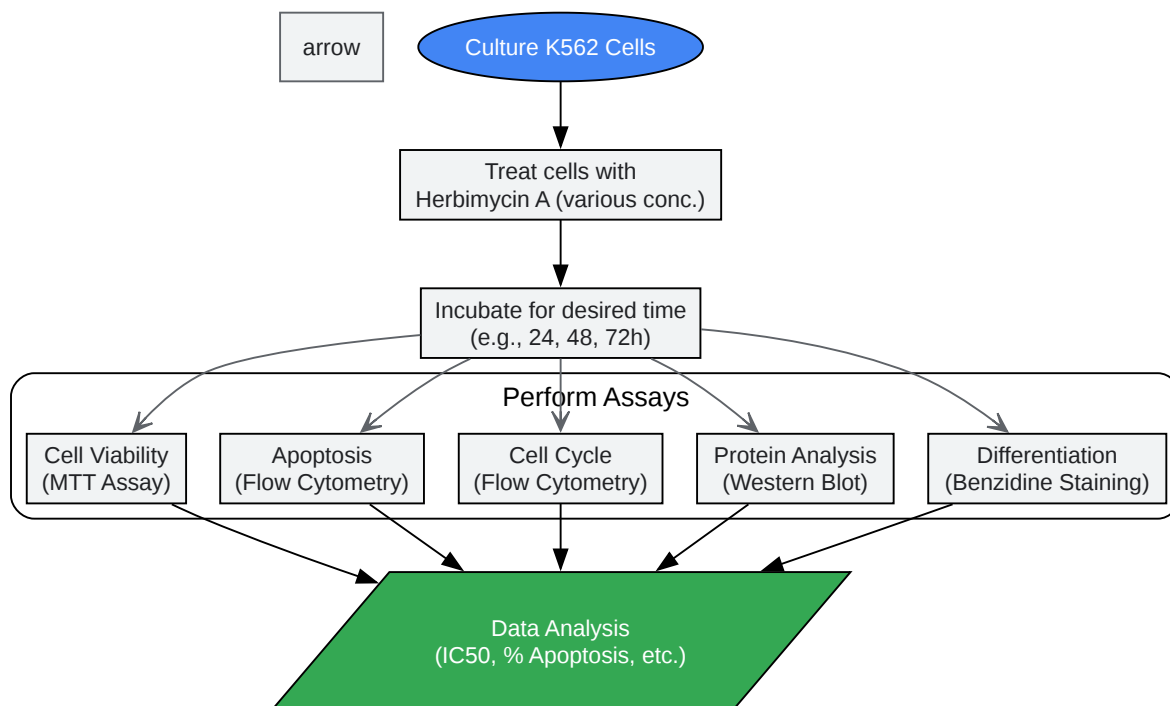 arrow
Culture K562 Cells
Treat cells with
Herbimycin A (various conc.)
Incubate for desired time
(e.g., 24, 48, 72h)
Perform Assays
Cell Viability
(MTT Assay)
Apoptosis
(Flow Cytometry)
Cell Cycle
(Flow Cytometry)
Protein Analysis
(Western Blot)
Differentiation
(Benzidine Staining)
Data Analysis
(IC50, % Apoptosis, etc.)